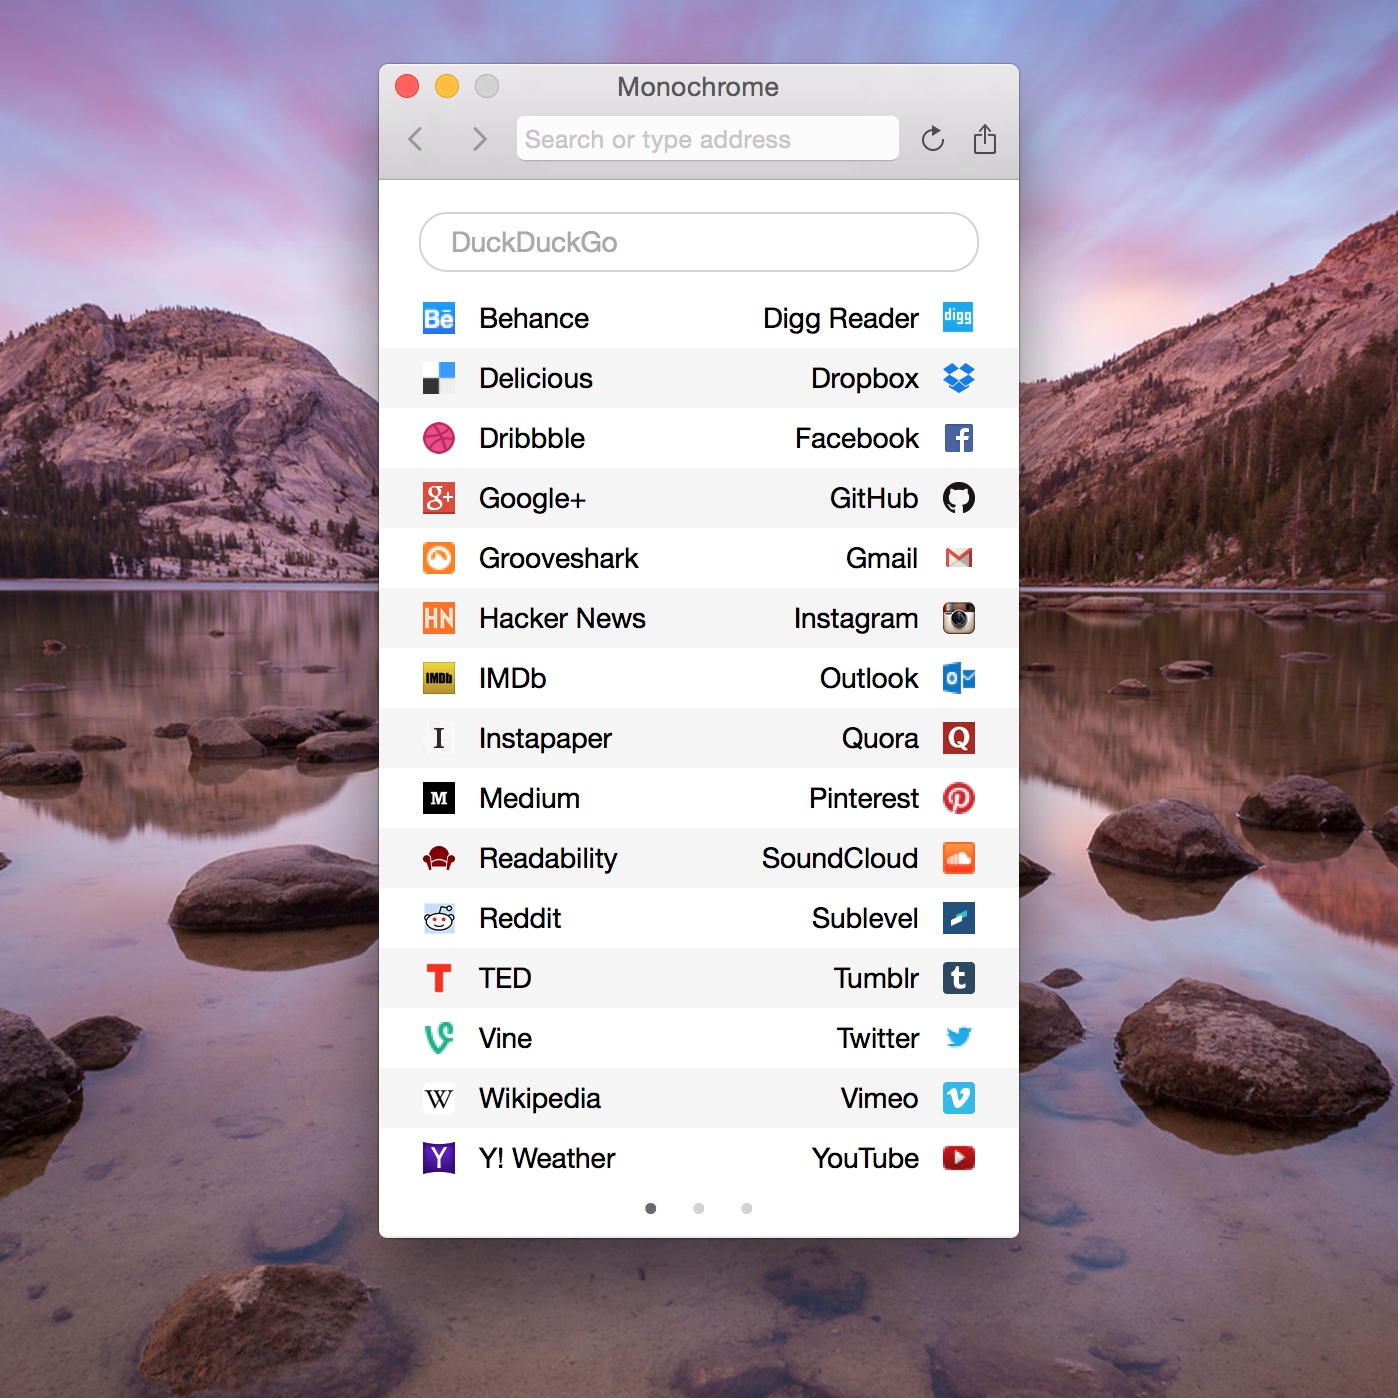 Monochrome
Search or type address
DuckDuckGo
Bē Behance Digg Reader digg
Delicious Dropbox
Dribbble Facebook f
g+ Google+ GitHub
Grooveshark Gmail M
HN Hacker News Instagram
IMDb IMDb Outlook o
I Instapaper Quora Q
M Medium Pinterest P
Readability SoundCloud
Reddit Sublevel
T TED Tumblr t
V Vine Twitter
W Wikipedia Vimeo V
Y Y! Weather YouTube